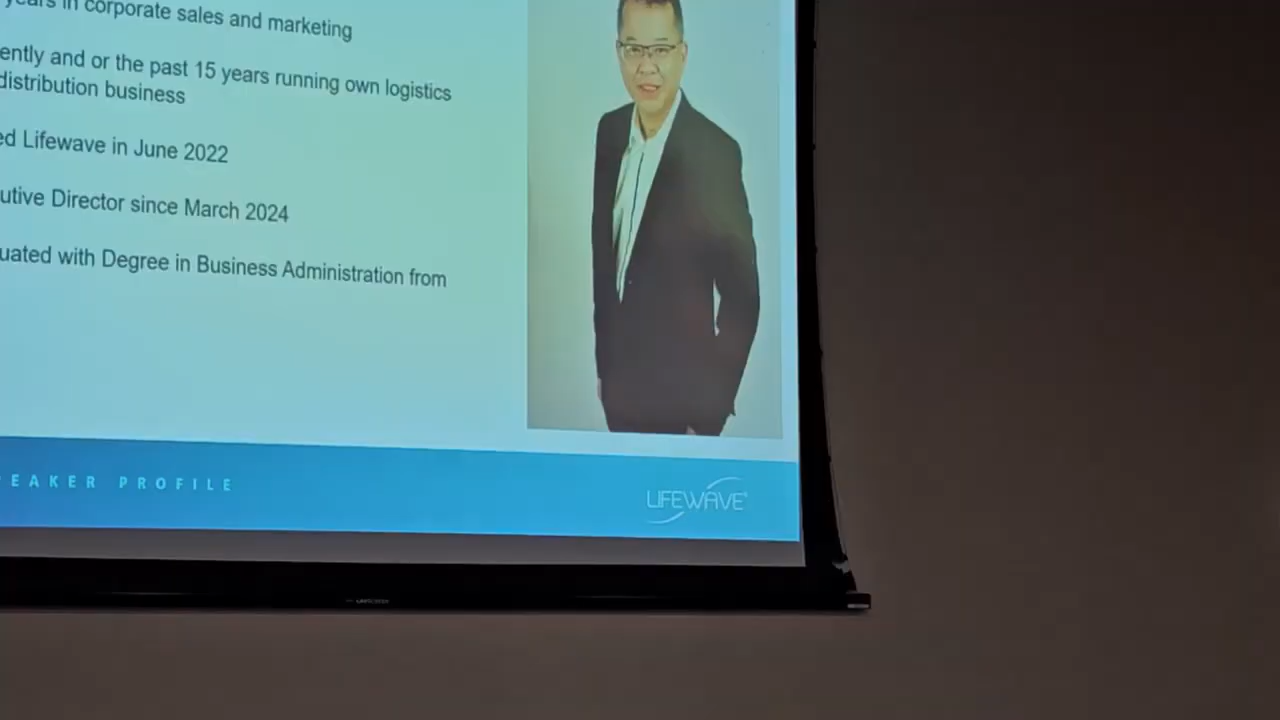 years in corporate sales and marketing
ently and or the past 15 years running own logistics
distribution business
ed Lifewave in June 2022
utive Director since March 2024
uated with Degree in Business Administration from
EAKER PROFILE
LIFEWAVE